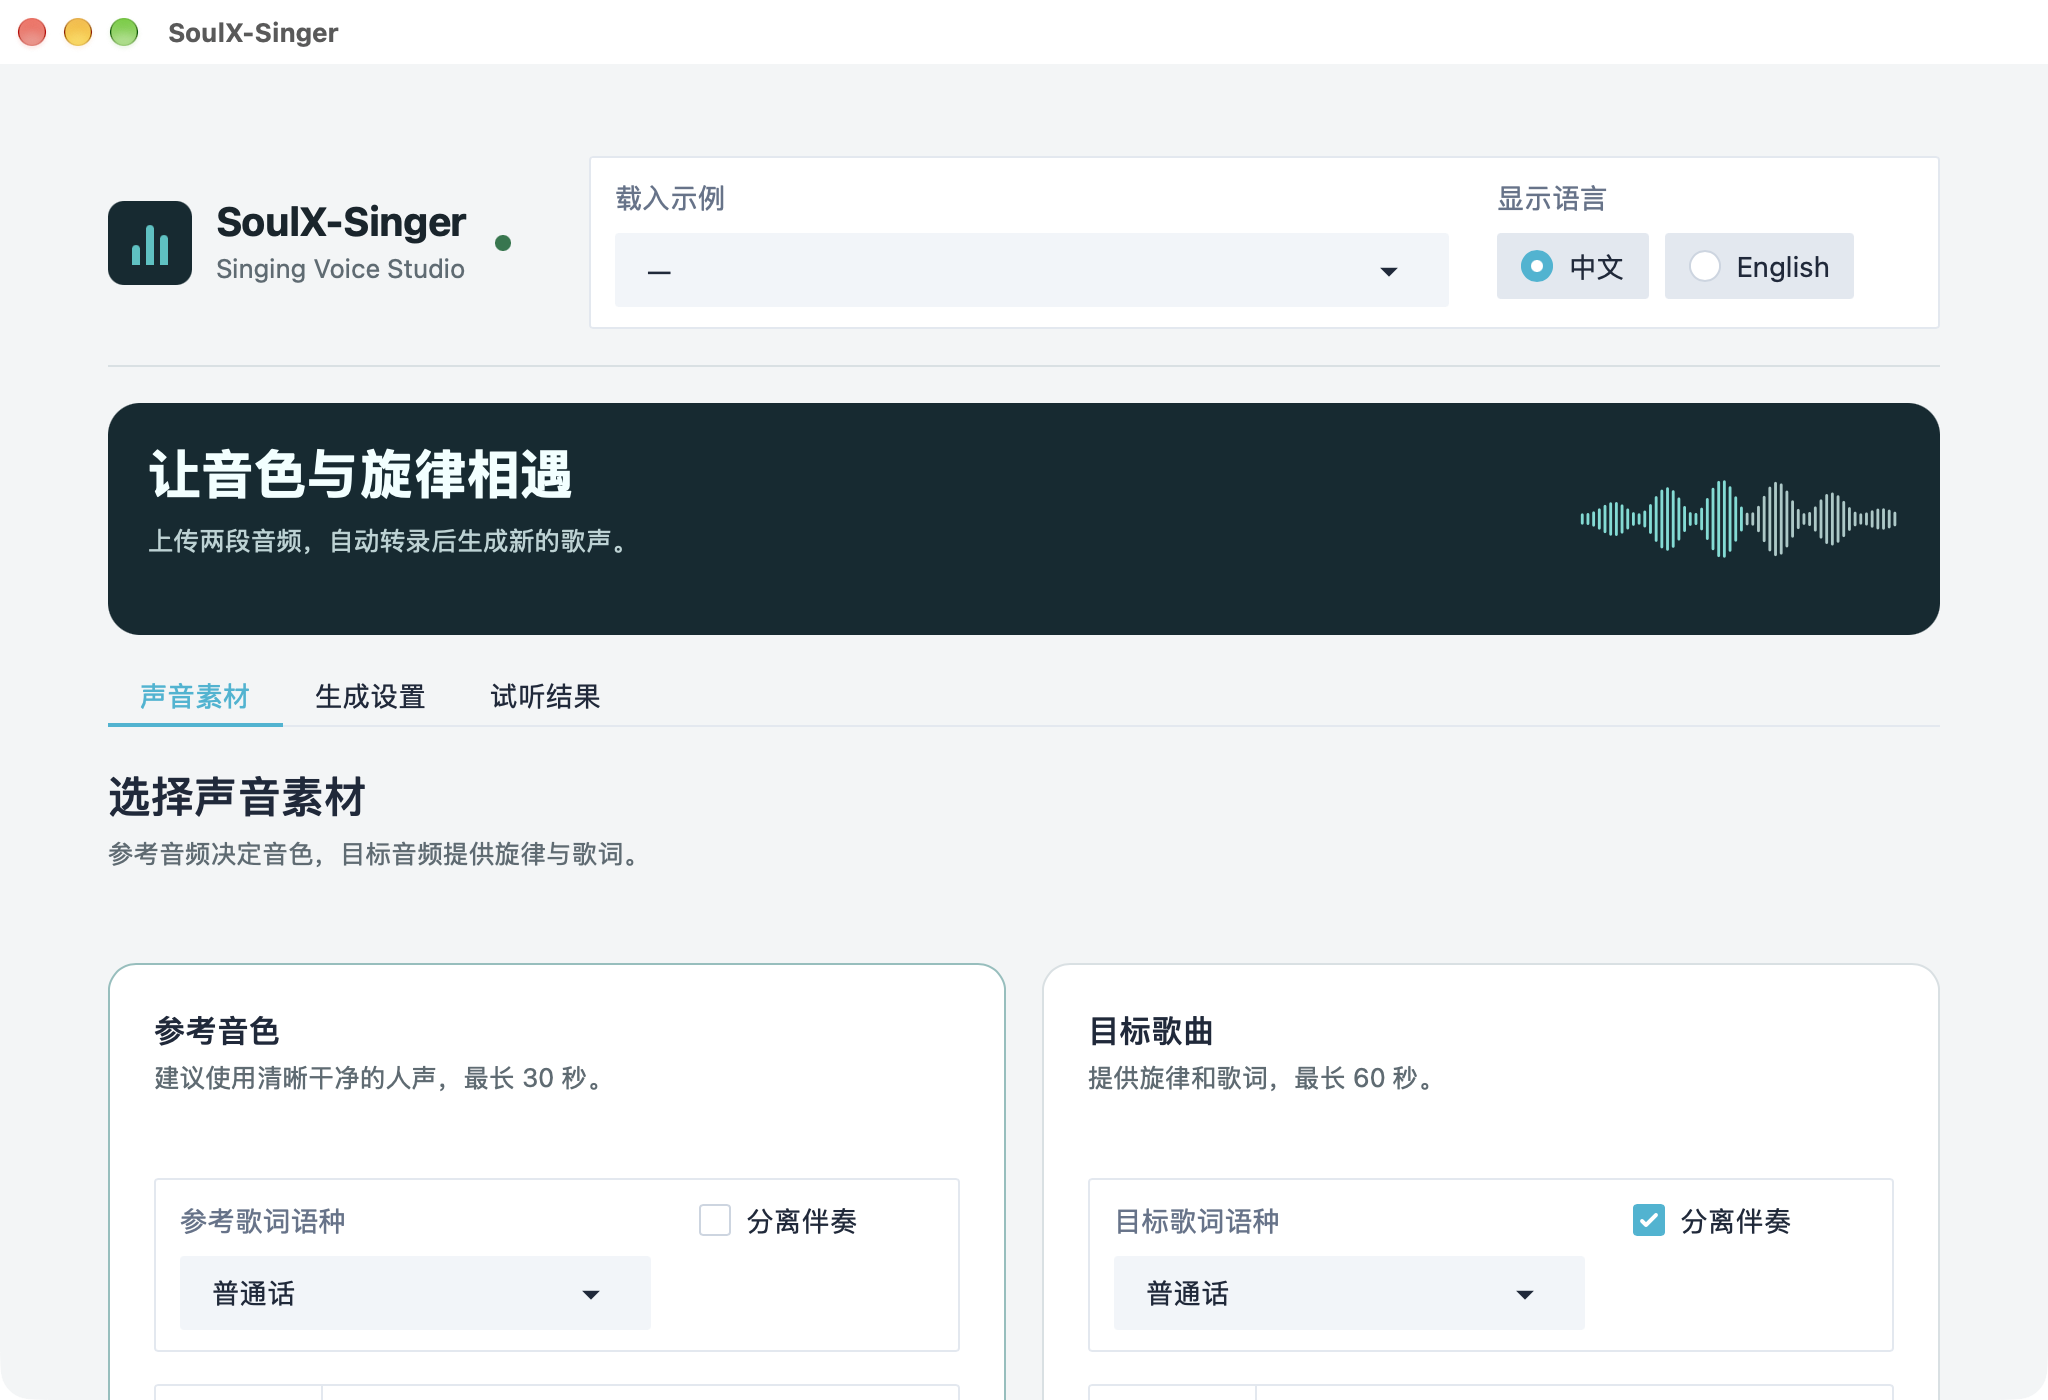 SoulX-Singer
SoulX-Singer
Singing Voice Studio
载入示例
—
显示语言
中文
English
让音色与旋律相遇
上传两段音频，自动转录后生成新的歌声。
声音素材
生成设置
试听结果
选择声音素材
参考音频决定音色，目标音频提供旋律与歌词。
参考音色
建议使用清晰干净的人声，最长 30 秒。
参考歌词语种
分离伴奏
普通话
目标歌曲
提供旋律和歌词，最长 60 秒。
目标歌词语种
分离伴奏
普通话